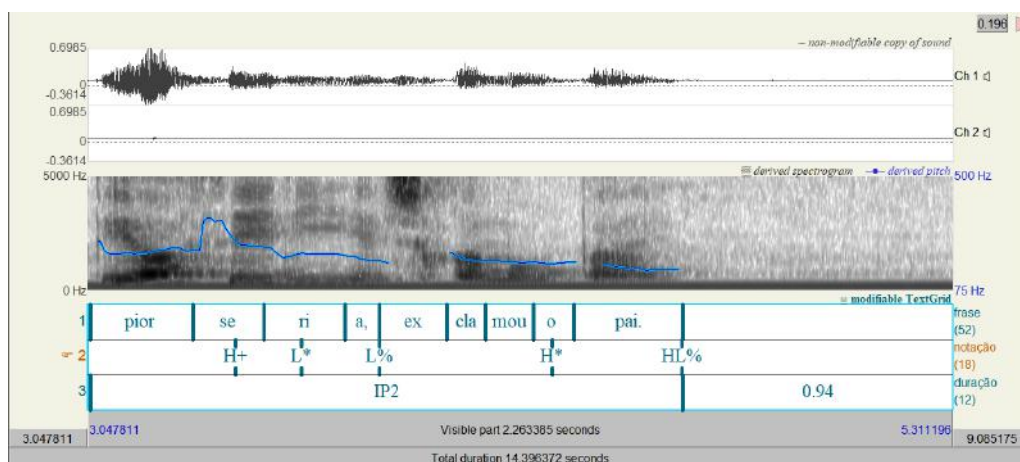 0.196
0.6985
– non-modifiable copy of sound
0
-0.3614
Ch 1
0.6985
0
-0.3614
Ch 2
5000 Hz
derived spectrogram
derived pitch
500 Hz
0 Hz
75 Hz
modifiable TextGrid
1 pior se ri a, ex cla mou o pai.
frase
(52)
2 H+ L* L% H* HL%
notação
(18)
3 IP2 0.94
duração
(12)
3.047811 3.047811 Visible part 2.263385 seconds 5.311196 9.085175
Total duration 14.396372 seconds